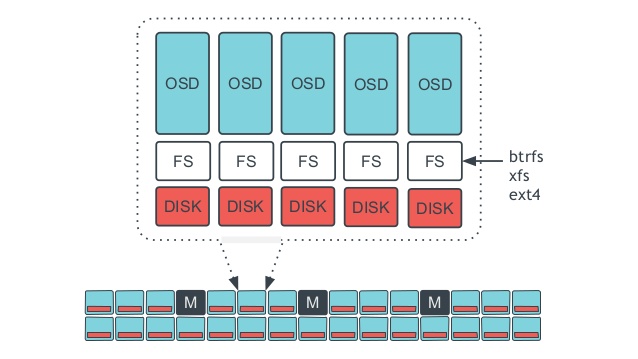 OSD OSD OSD OSD OSD
FS FS FS FS FS
btrfs
xfs
ext4
DISK DISK DISK DISK DISK
M M M